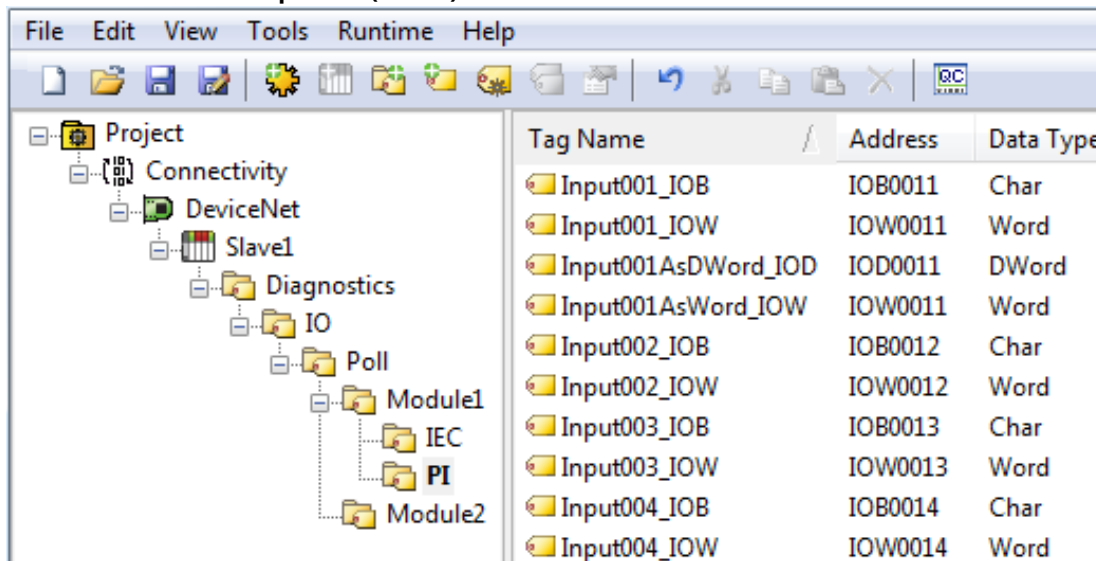 File Edit View Tools Runtime Help
QC
Project
Connectivity
DeviceNet
Slave1
Diagnostics
IO
Poll
Module1
IEC
PI
Module2
Tag Name Address Data Type
Input001_IOB IOB0011 Char
Input001_IOW IOW0011 Word
Input001AsDWord_IOD IOD0011 DWord
Input001AsWord_IOW IOW0011 Word
Input002_IOB IOB0012 Char
Input002_IOW IOW0012 Word
Input003_IOB IOB0013 Char
Input003_IOW IOW0013 Word
Input004_IOB IOB0014 Char
Input004_IOW IOW0014 Word